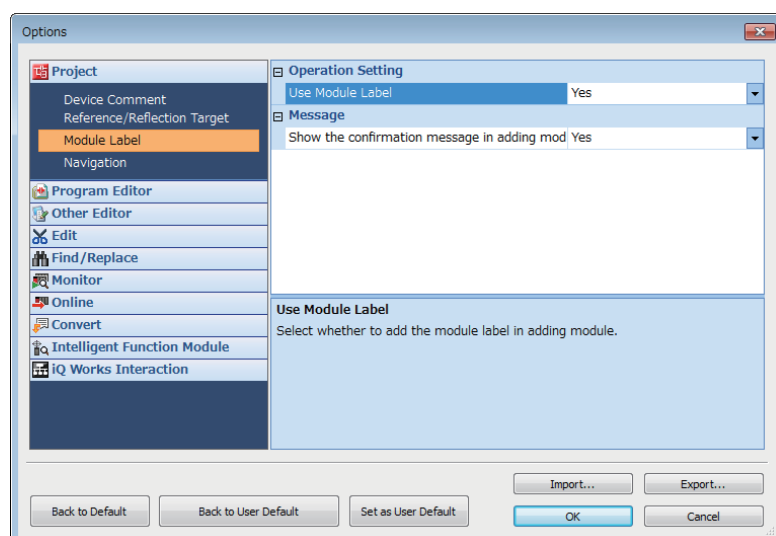 Options
Project
Device Comment
Reference/Reflection Target
Module Label
Navigation
Program Editor
Other Editor
Edit
Find/Replace
Monitor
Online
Convert
Intelligent Function Module
iQ Works Interaction
Operation Setting
Use Module Label Yes
Message
Show the confirmation message in adding mod Yes
Use Module Label
Select whether to add the module label in adding module.
Import... Export...
Back to Default Back to User Default Set as User Default OK Cancel